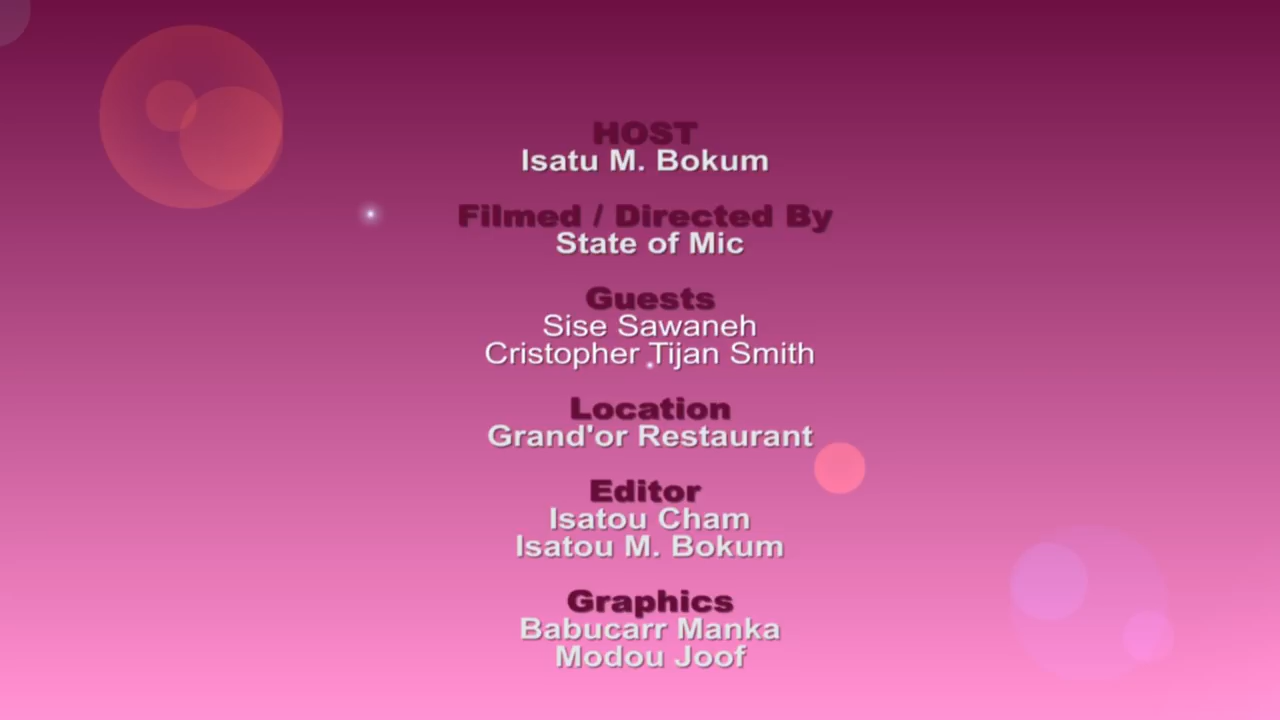 HOST
Isatu M. Bokum
Filmed / Directed By
State of Mic
Guests
Sise Sawaneh
Cristopher Tijan Smith
Location
Grand'or Restaurant
Editor
Isatou Cham
Isatou M. Bokum
Graphics
Babucarr Manka
Modou Joof